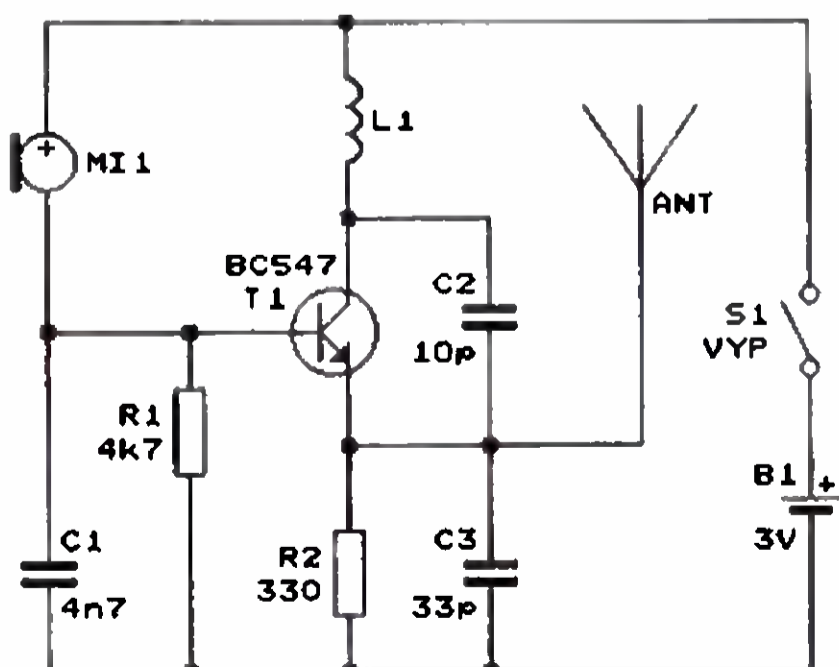 L1
+
MI1
ANT
BC547
T1
C2
10p
S1
VYP
R1
4k7
B1
+
3V
C1
4n7
R2
330
C3
33p